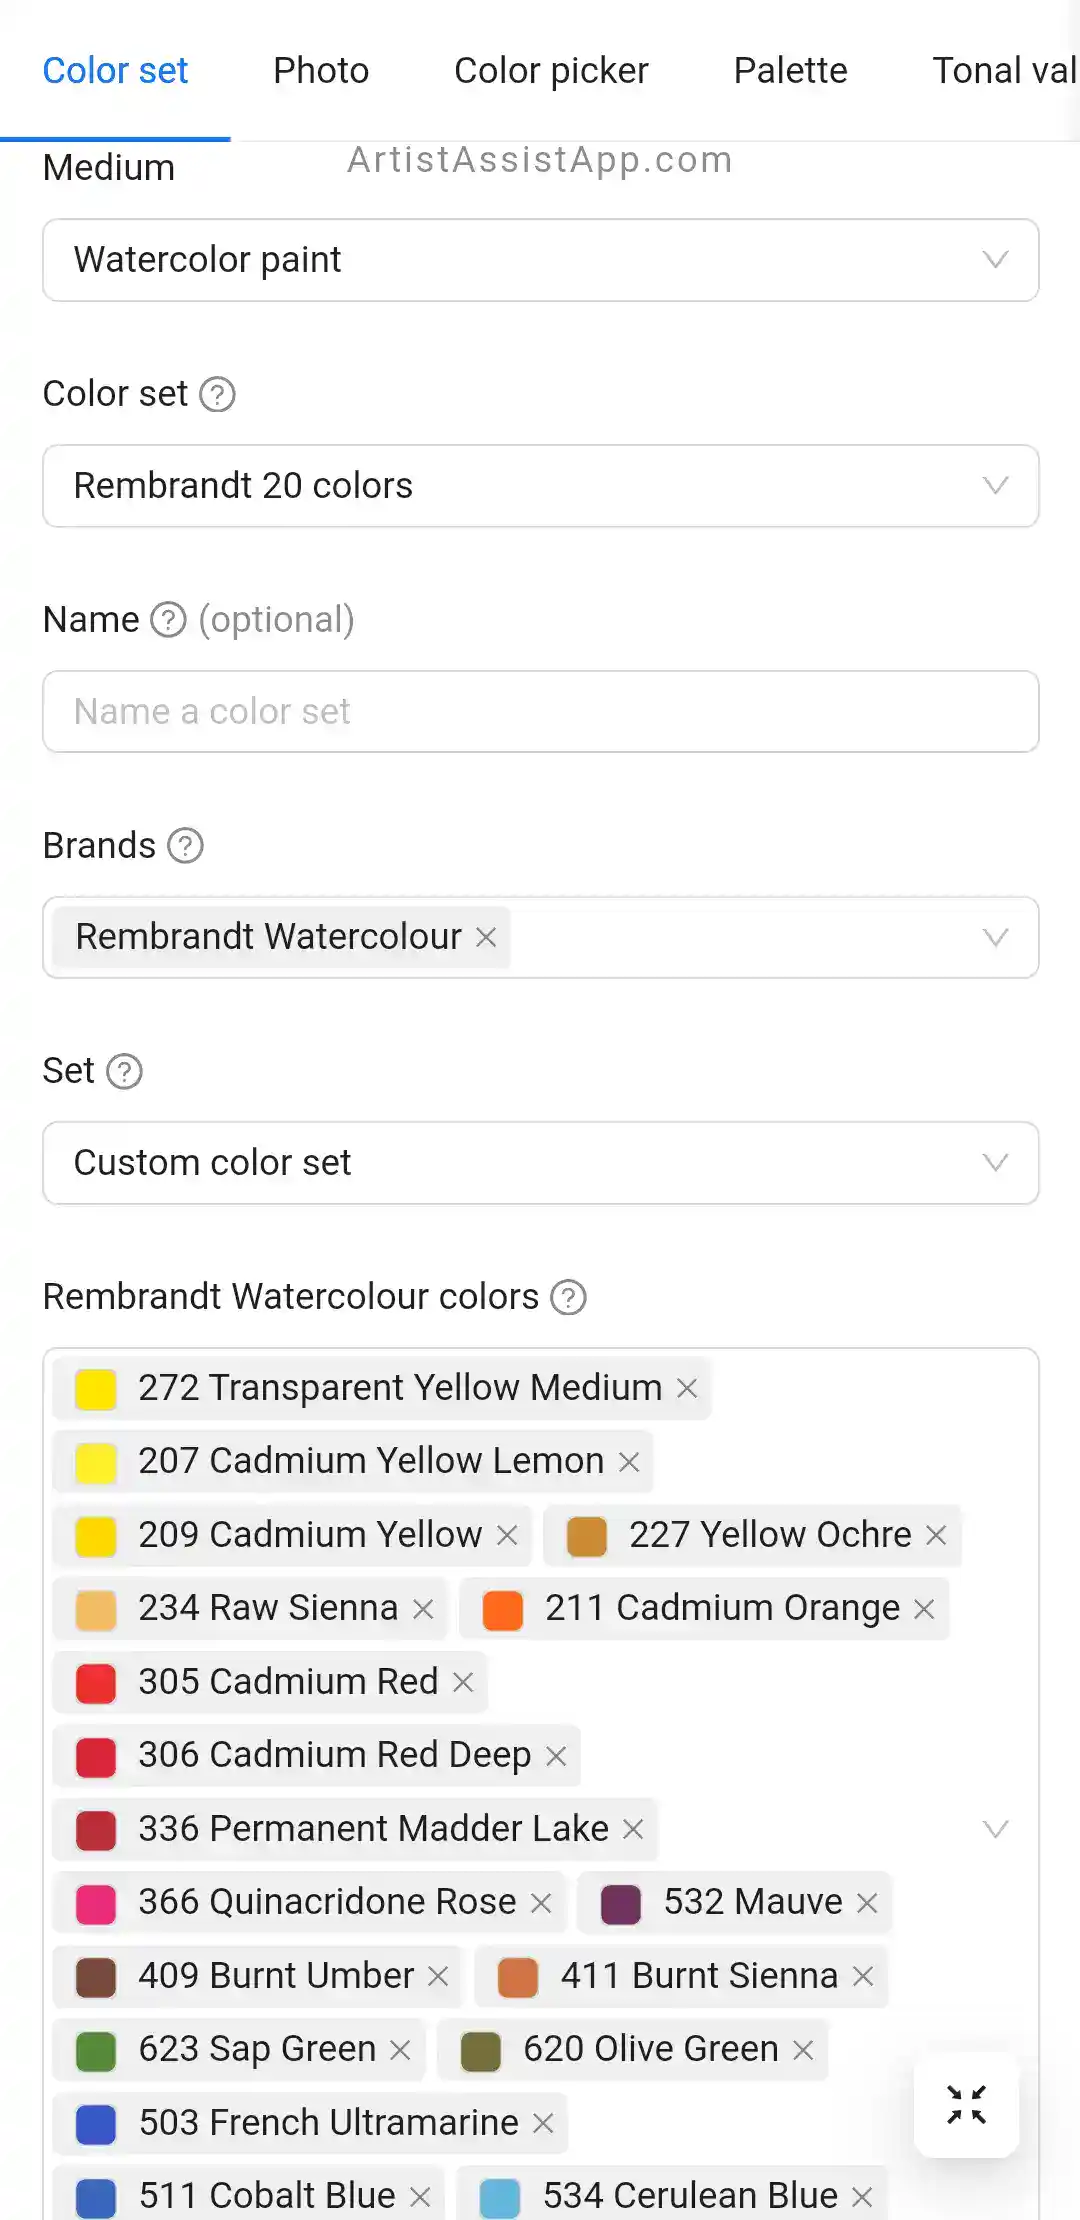 Color set Photo Color picker Palette Tonal val
ArtistAssistApp.com
Medium
Watercolor paint
Color set ?
Rembrandt 20 colors
Name ? (optional)
Name a color set
Brands ?
Rembrandt Watercolour
Set ?
Custom color set
Rembrandt Watercolour colors ?
272 Transparent Yellow Medium
207 Cadmium Yellow Lemon
209 Cadmium Yellow 227 Yellow Ochre
234 Raw Sienna 211 Cadmium Orange
305 Cadmium Red
306 Cadmium Red Deep
336 Permanent Madder Lake
366 Quinacridone Rose 532 Mauve
409 Burnt Umber 411 Burnt Sienna
623 Sap Green 620 Olive Green
503 French Ultramarine
511 Cobalt Blue 534 Cerulean Blue